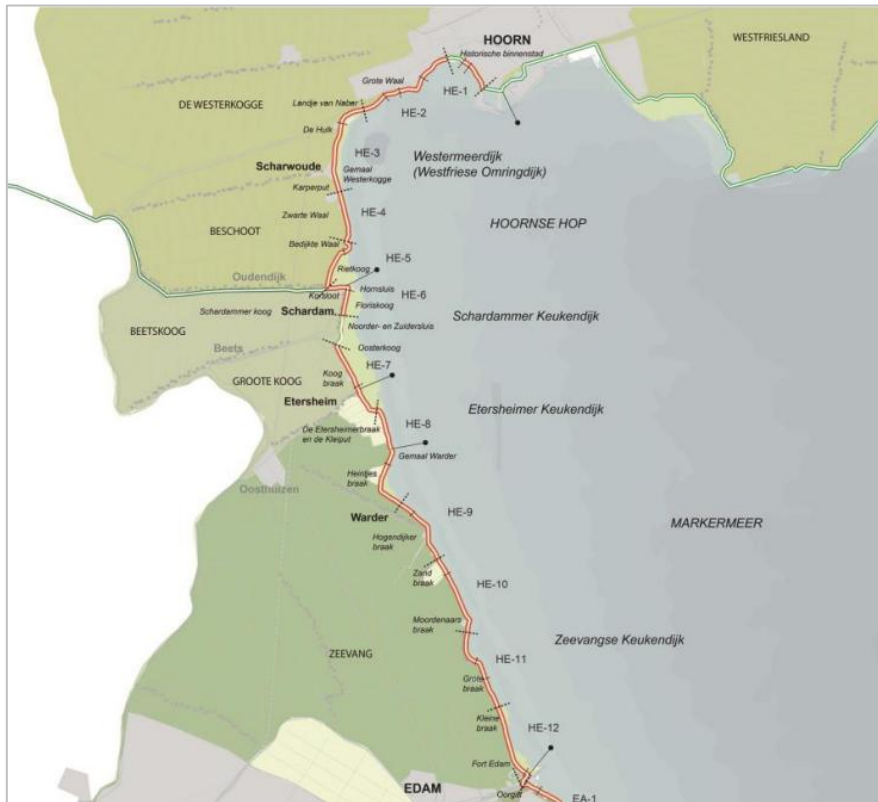 HOORN
WESTFRIESLAND
Historische binnenstad
Grote Waal
HE-1
DE WESTERKOGGE
Landje van Naber
HE-2
De Hulk
HE-3
Westermeerdijk
(Westfriese Omringdijk)
Scharwoude
Gemaal
Westerkogge
Karperput
HE-4
Zwarte Waal
HOORNSE HOP
BESCHOOT
Bedijkte Waal
HE-5
Rietkoog
Oudendijk
Hornsluis
HE-6
Korsloot
Floriskoog
Schardammer koog
Schardam
Schardammer Keukendijk
Noorder- en Zuidersluis
BEETSKOOG
Beets
Oosterkoog
HE-7
GROOTE KOOG
Koog
braak
Etersheim
Etersheimer Keukendijk
HE-8
De Etersheimerbraak
en de Kleiput
Gemaal Warder
Heintjes
braak
Oosthuizen
Warder
HE-9
MARKERMEER
Hogendijker
braak
Zand
braak
HE-10
Moordenaars
braak
Zeevangse Keukendijk
ZEEVANG
HE-11
Grote
braak
Kleine
braak
HE-12
Fort Edam
EDAM
Oorgat
EA-1